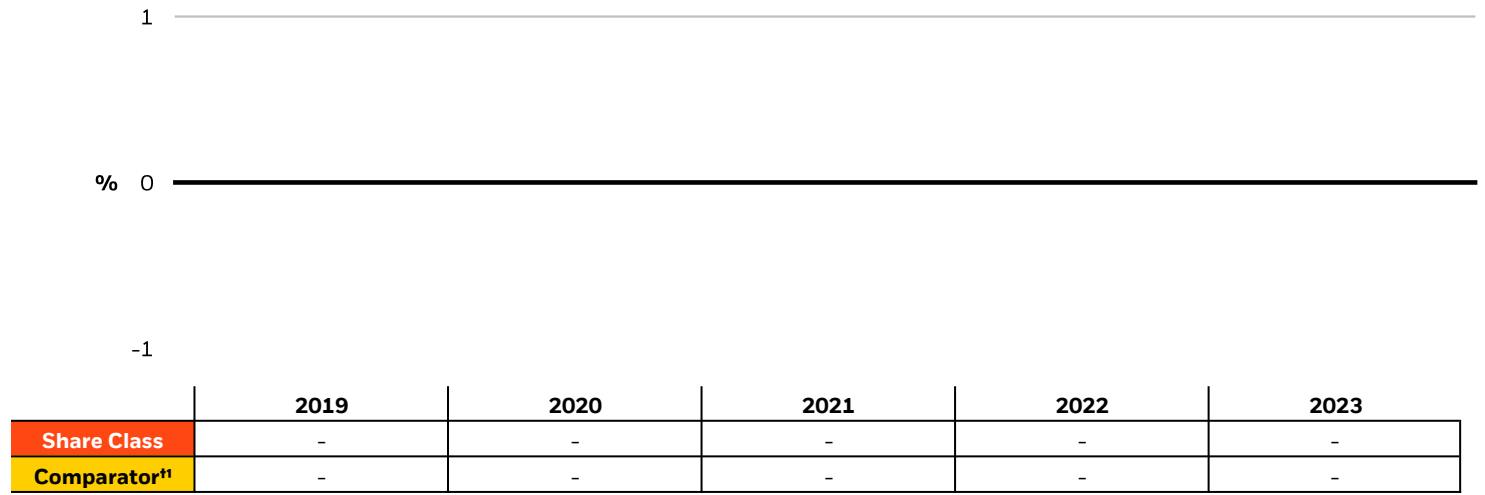 1
% 0
-1
2019 2020 2021 2022 2023
Share Class - - - - -
Comparator†1 - - - - -